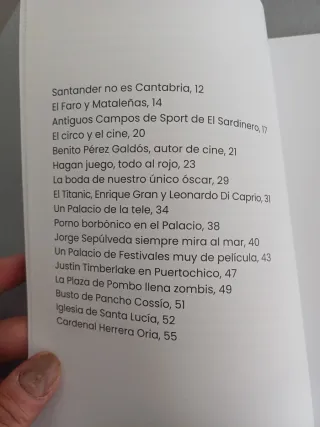 Santander no es Cantabria, 12
El Faro y Mataleñas, 14
Antiguos Campos de Sport de El Sardinero, 17
El circo y el cine, 20
Benito Pérez Galdós, autor de cine, 21
Hagan juego, todo al rojo, 23
La boda de nuestro único óscar, 29
El Titanic, Enrique Gran y Leonardo Di Caprio, 31
Un Palacio de la tele, 34
Porno borbónico en el Palacio, 38
Jorge Sepúlveda siempre mira al mar, 40
Un Palacio de Festivales muy de película, 43
Justin Timberlake en Puertochico, 47
La Plaza de Pombo llena zombis, 49
Busto de Pancho Cossío, 51
Iglesia de Santa Lucía, 52
Cardenal Herrera Oria, 55